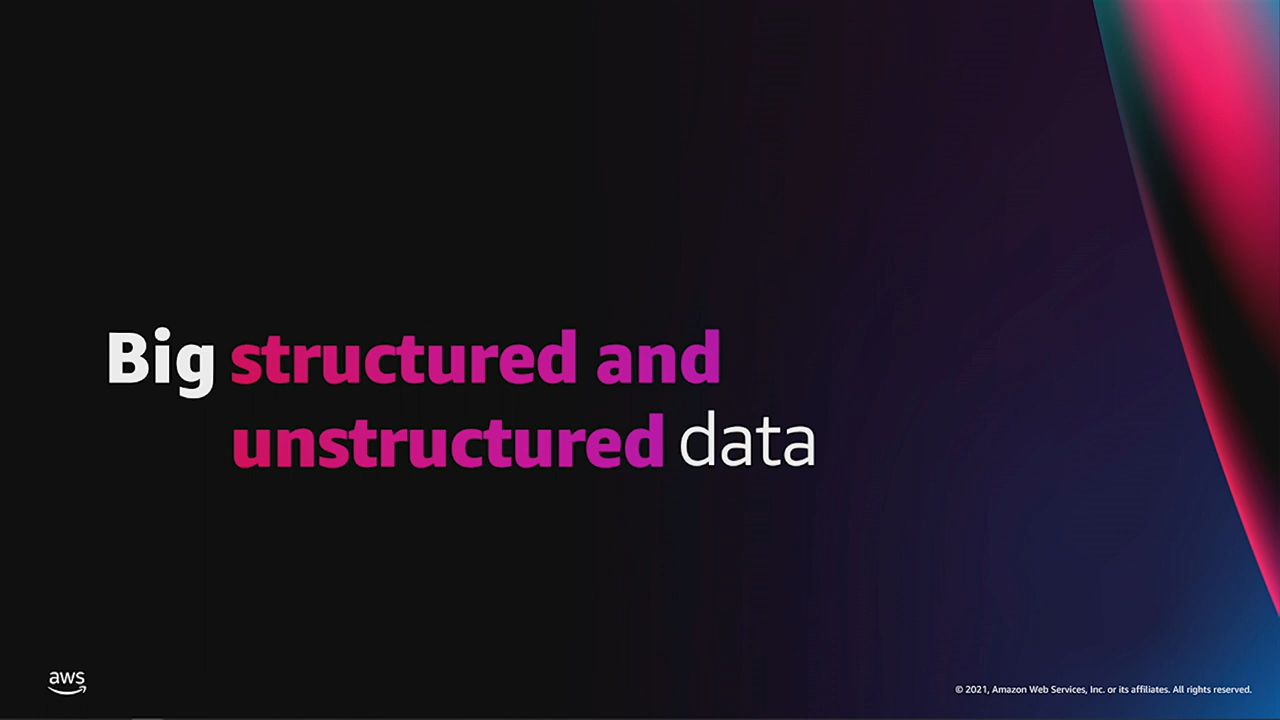 Big structured and
unstructured data
aws
© 2021, Amazon Web Services, Inc. or its affiliates. All rights reserved.